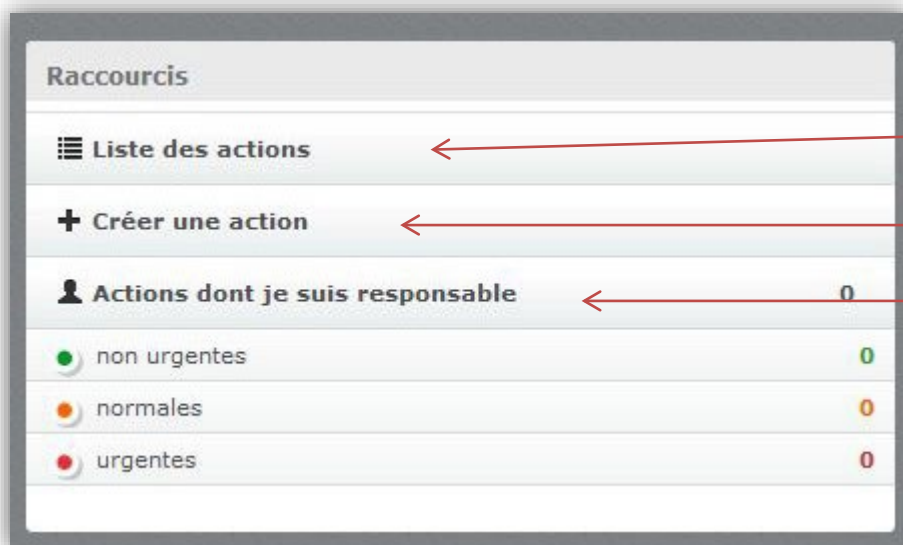 Raccourcis
Liste des actions
Créer une action
Actions dont je suis responsable 0
non urgentes 0
normales 0
urgentes 0